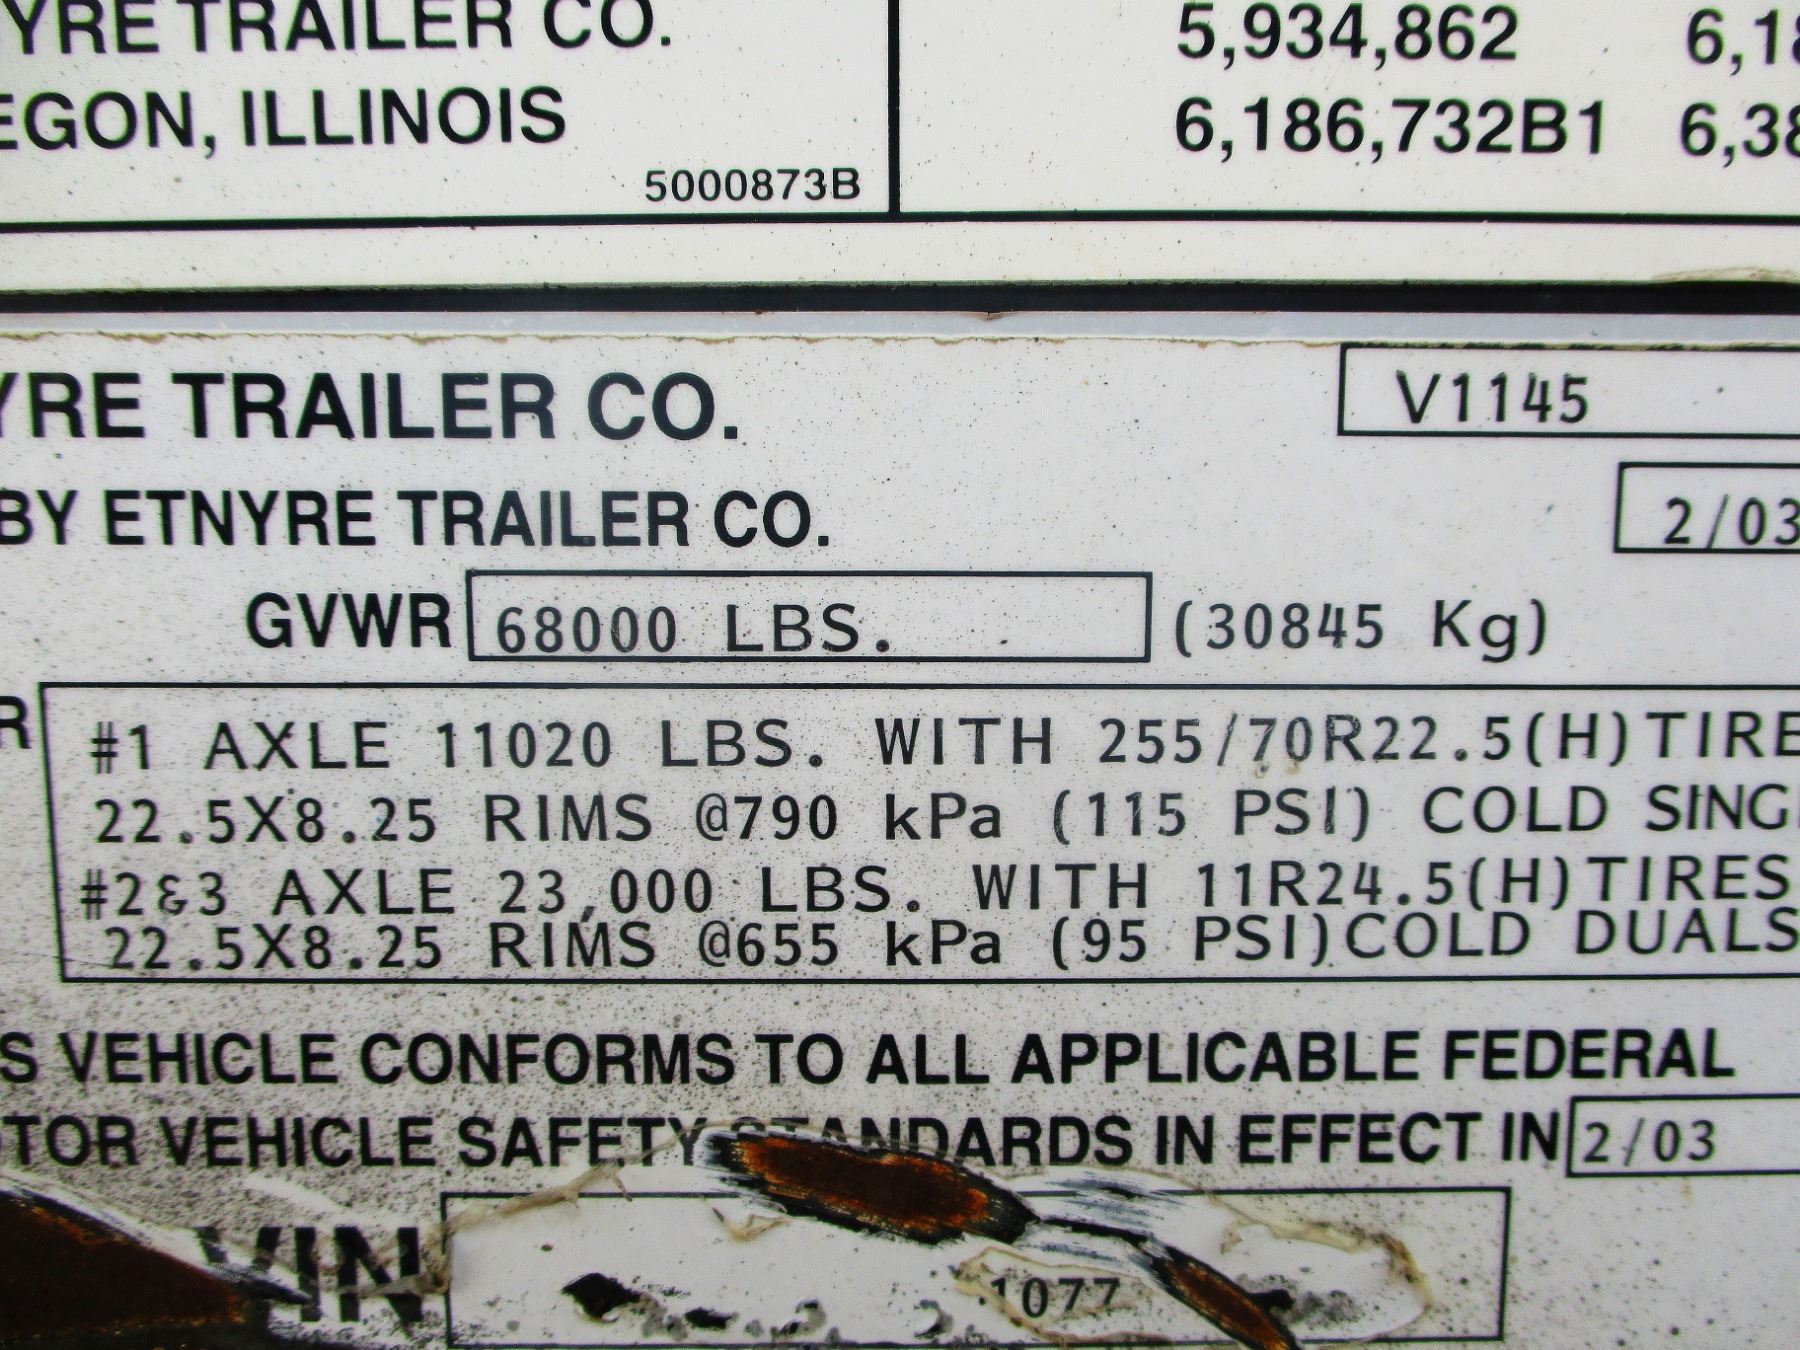 YRE TRAILER CO.
EGON, ILLINOIS
5000873B
5,934,862 6,18
6,186,732B1 6,38
YRE TRAILER CO.
V1145
BY ETNYRE TRAILER CO.
2/03
GVWR 68000 LBS. (30845 Kg)
R
#1 AXLE 11020 LBS. WITH 255/70R22.5(H)TIRE
22.5X8.25 RIMS @790 kPa (115 PSI) COLD SING
#2&3 AXLE 23,000 LBS. WITH 11R24.5(H)TIRES
22.5X8.25 RIMS @655 kPa (95 PSI)COLD DUALS
S VEHICLE CONFORMS TO ALL APPLICABLE FEDERAL
TOR VEHICLE SAFETY STANDARDS IN EFFECT IN 2/03
VIN 1077